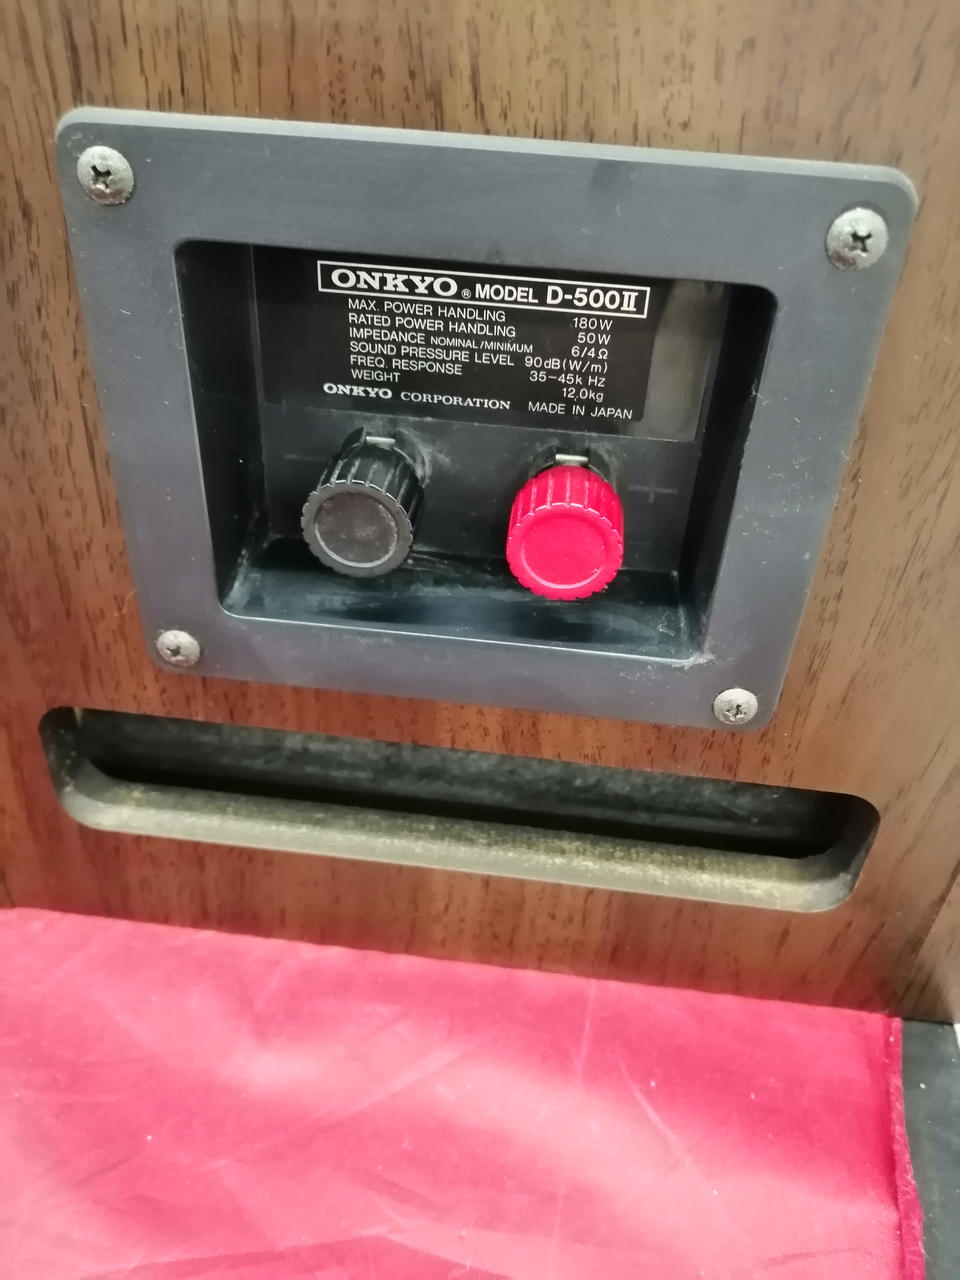 ONKYO ® MODEL D-500II
MAX. POWER HANDLING 180W
RATED POWER HANDLING 50W
IMPEDANCE NOMINAL/MINIMUM 6/4Ω
SOUND PRESSURE LEVEL 90dB(W/m)
FREQ. RESPONSE 35-45k Hz
WEIGHT 12.0kg
ONKYO CORPORATION MADE IN JAPAN
- +